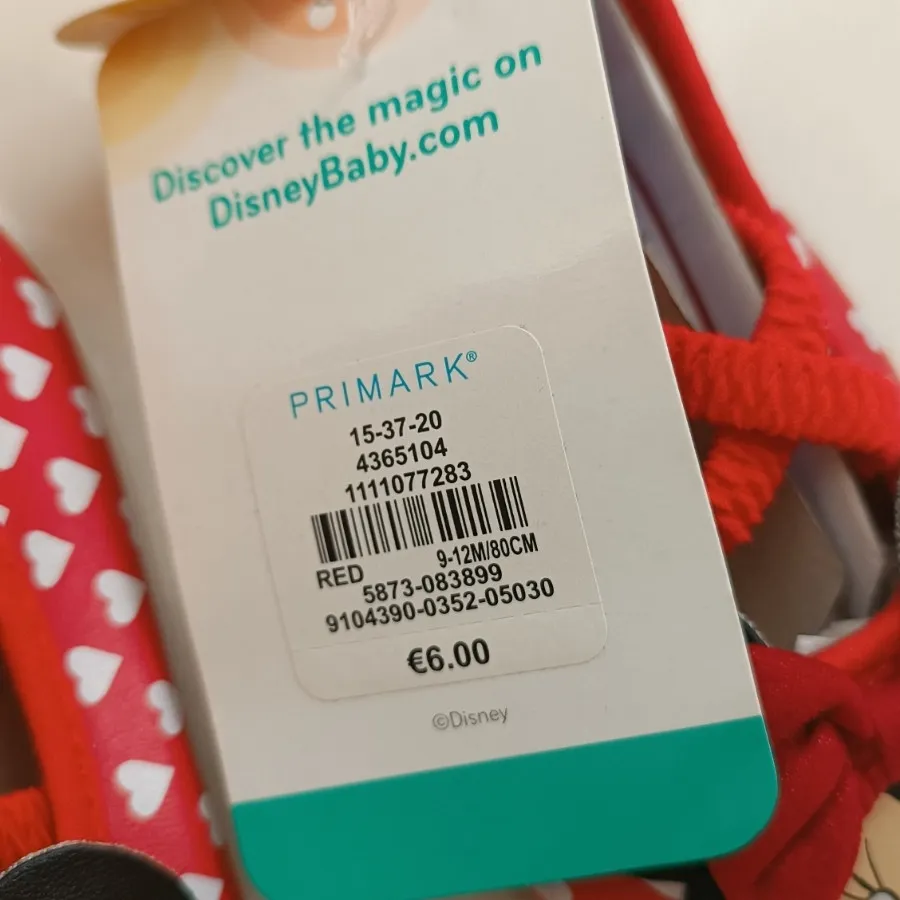 Discover the magic on
DisneyBaby.com
PRIMARK®
15-37-20
4365104
1111077283
RED 9-12M/80CM
5873-083899
9104390-0352-05030
€6.00
©Disney